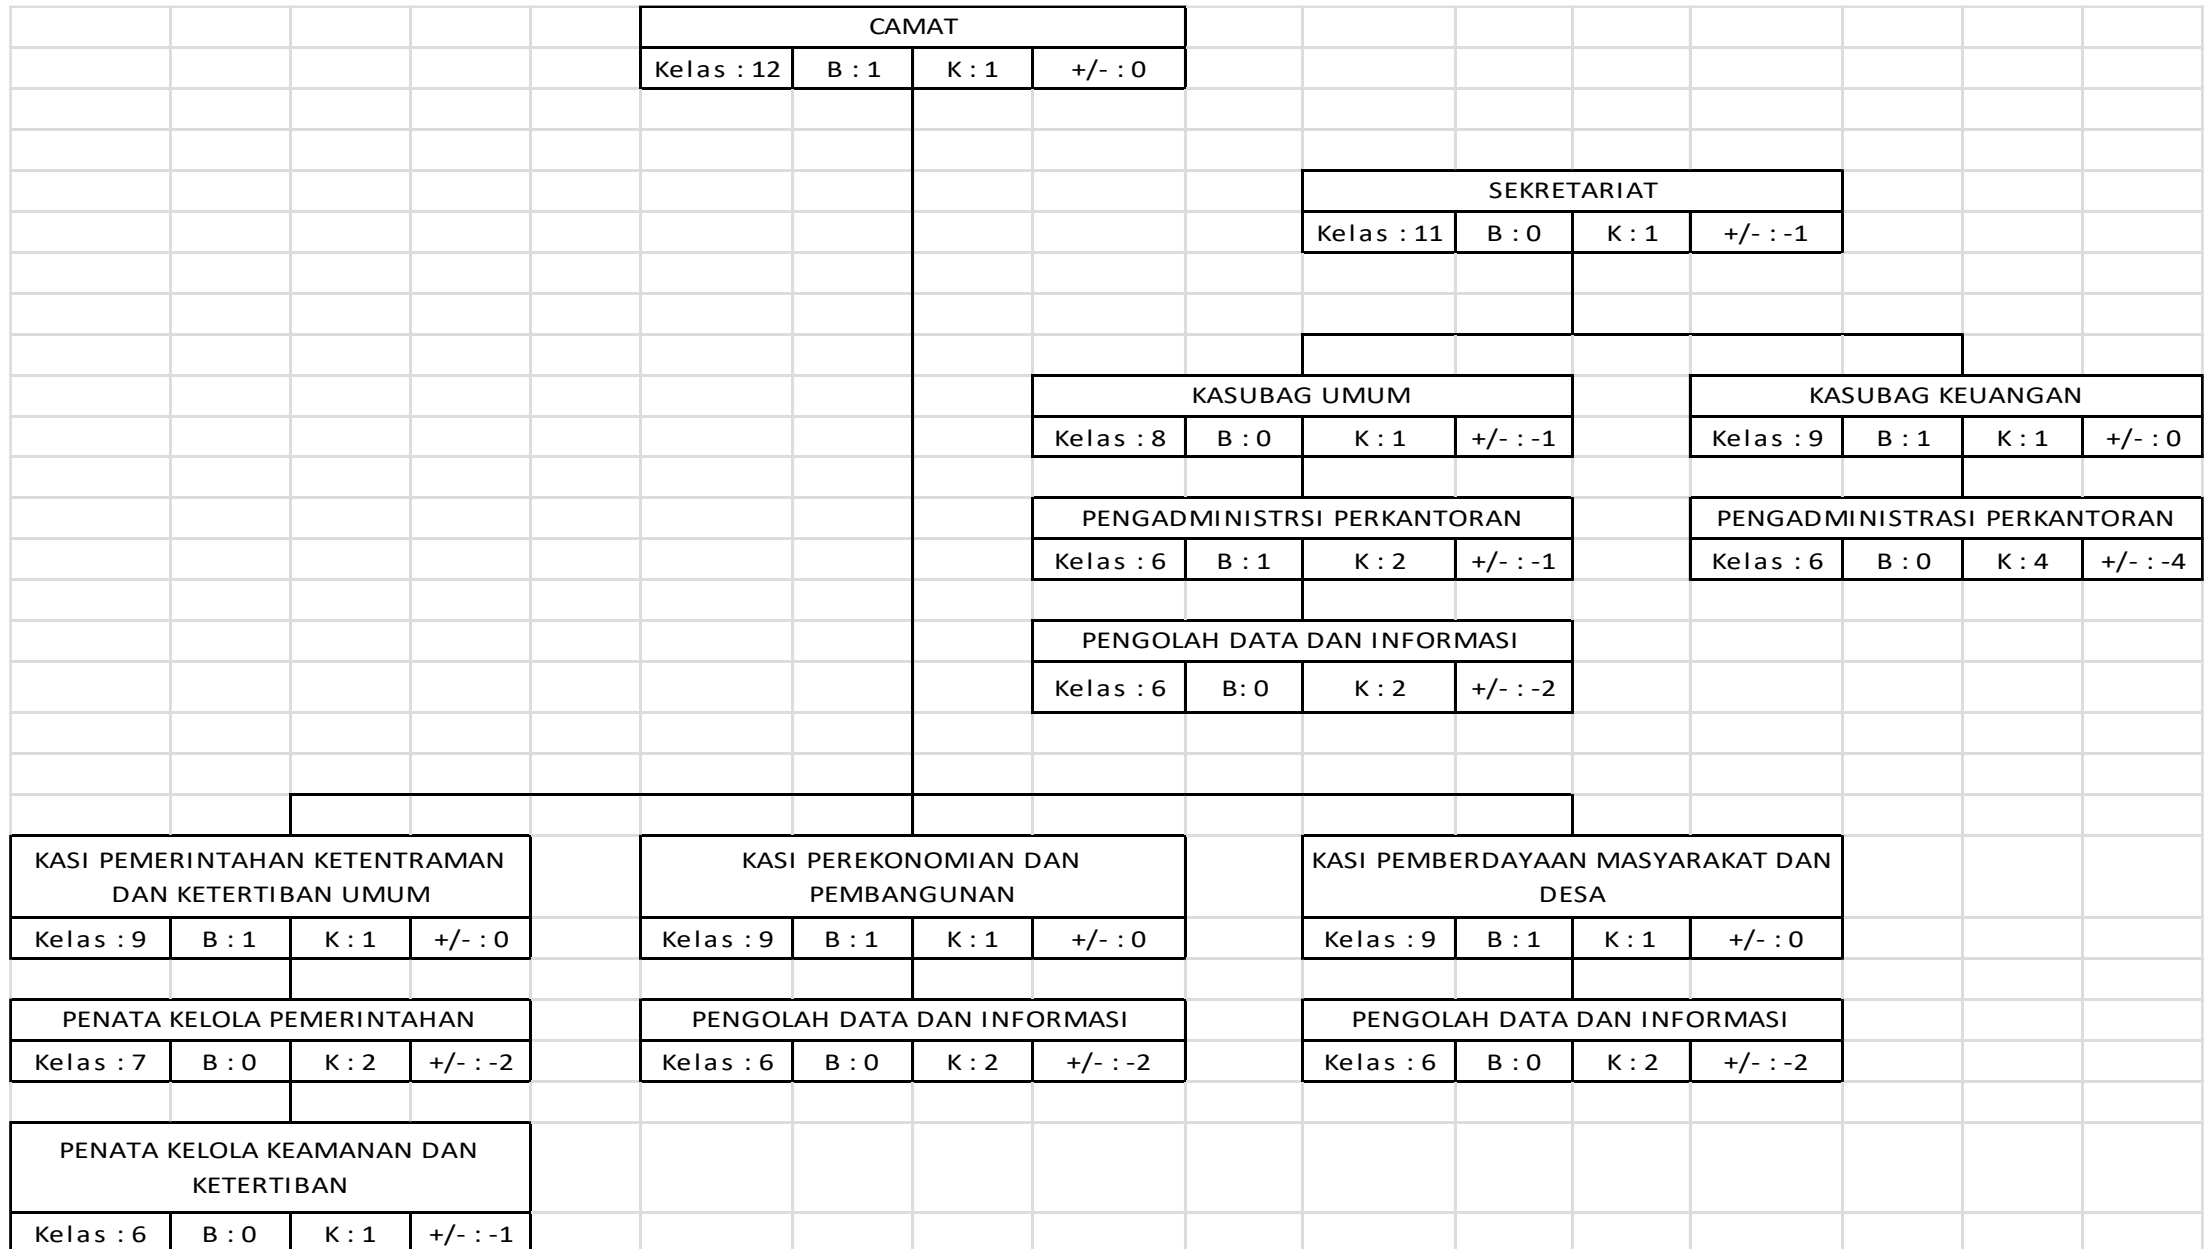 CAMAT
Kelas : 12 B : 1 K : 1 +/- : 0
SEKRETARIAT
Kelas : 11 B : 0 K : 1 +/- : -1
KASUBAG UMUM
Kelas : 8 B : 0 K : 1 +/- : -1
KASUBAG KEUANGAN
Kelas : 9 B : 1 K : 1 +/- : 0
PENGADMINISTRSI PERKANTORAN
Kelas : 6 B : 1 K : 2 +/- : -1
PENGADMINISTRASI PERKANTORAN
Kelas : 6 B : 0 K : 4 +/- : -4
PENGOLAH DATA DAN INFORMASI
Kelas : 6 B: 0 K : 2 +/- : -2
KASI PEMERINTAHAN KETENTRAMAN
DAN KETERTIBAN UMUM
Kelas : 9 B : 1 K : 1 +/- : 0
KASI PEREKONOMIAN DAN
PEMBANGUNAN
Kelas : 9 B : 1 K : 1 +/- : 0
KASI PEMBERDAYAAN MASYARAKAT DAN
DESA
Kelas : 9 B : 1 K : 1 +/- : 0
PENATA KELOLA PEMERINTAHAN
Kelas : 7 B : 0 K : 2 +/- : -2
PENGOLAH DATA DAN INFORMASI
Kelas : 6 B : 0 K : 2 +/- : -2
PENGOLAH DATA DAN INFORMASI
Kelas : 6 B : 0 K : 2 +/- : -2
PENATA KELOLA KEAMANAN DAN
KETERTIBAN
Kelas : 6 B : 0 K : 1 +/- : -1